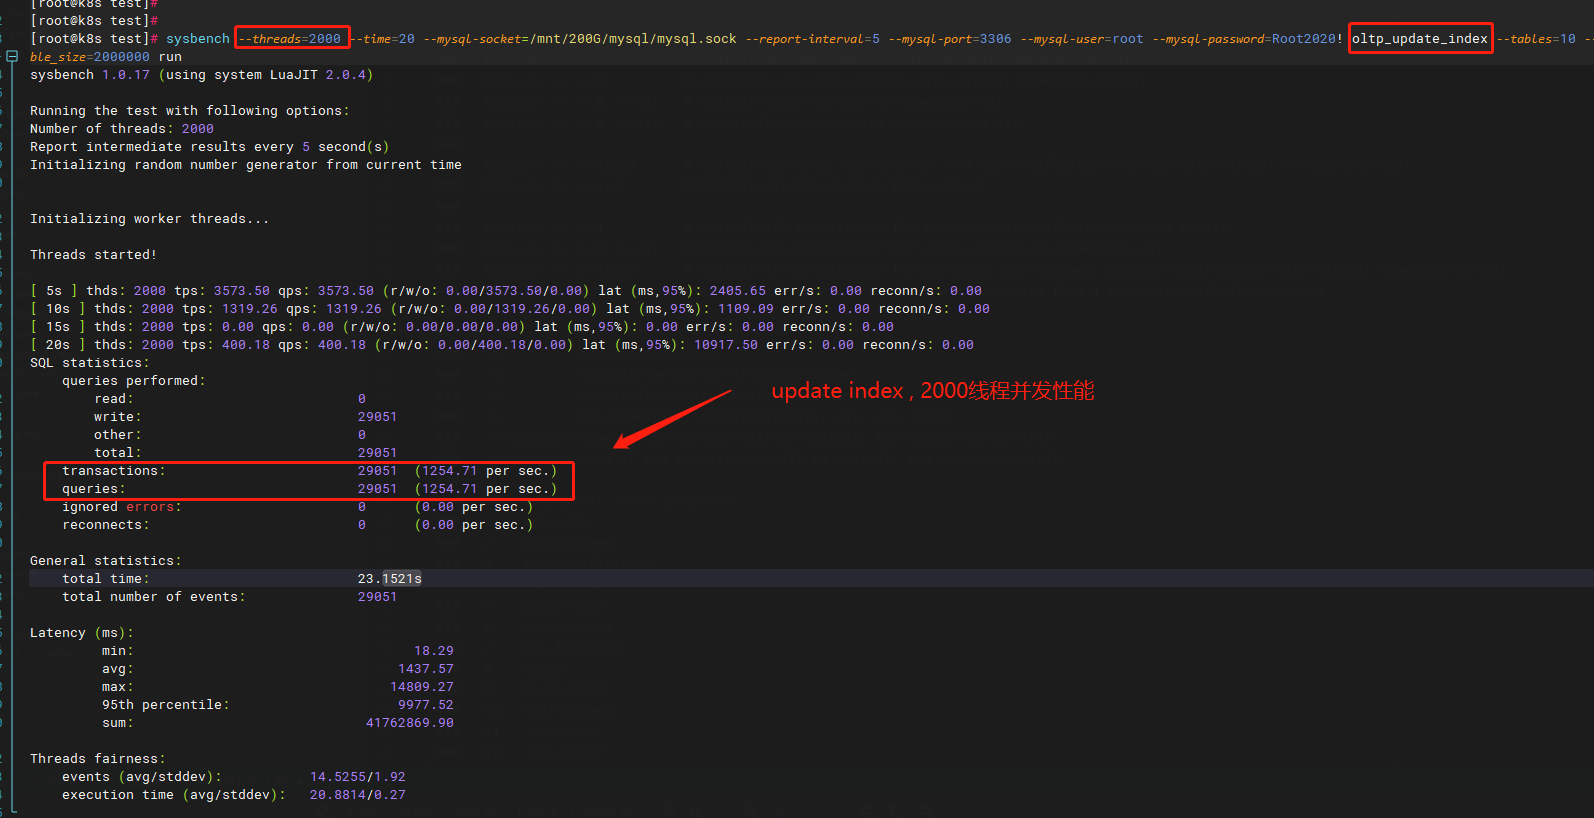 [root@k8s test]#
[root@k8s test]#
[root@k8s test]# sysbench --threads=2000 --time=20 --mysql-socket=/mnt/200G/mysql/mysql.sock --report-interval=5 --mysql-port=3306 --mysql-user=root --mysql-password=Root2020! oltp_update_index --tables=10 --
ble_size=2000000 run
sysbench 1.0.17 (using system LuaJIT 2.0.4)
Running the test with following options:
Number of threads: 2000
Report intermediate results every 5 second(s)
Initializing random number generator from current time
Initializing worker threads...
Threads started!
[ 5s ] thds: 2000 tps: 3573.50 qps: 3573.50 (r/w/o: 0.00/3573.50/0.00) lat (ms,95%): 2405.65 err/s: 0.00 reconn/s: 0.00
[ 10s ] thds: 2000 tps: 1319.26 qps: 1319.26 (r/w/o: 0.00/1319.26/0.00) lat (ms,95%): 1109.09 err/s: 0.00 reconn/s: 0.00
[ 15s ] thds: 2000 tps: 0.00 qps: 0.00 (r/w/o: 0.00/0.00/0.00) lat (ms,95%): 0.00 err/s: 0.00 reconn/s: 0.00
[ 20s ] thds: 2000 tps: 400.18 qps: 400.18 (r/w/o: 0.00/400.18/0.00) lat (ms,95%): 10917.50 err/s: 0.00 reconn/s: 0.00
SQL statistics:
queries performed:
update index , 2000线程并发性能
read: 0
write: 29051
other: 0
total: 29051
transactions: 29051 (1254.71 per sec.)
queries: 29051 (1254.71 per sec.)
ignored errors: 0 (0.00 per sec.)
reconnects: 0 (0.00 per sec.)
General statistics:
total time: 23.1521s
total number of events: 29051
Latency (ms):
min: 18.29
avg: 1437.57
max: 14809.27
95th percentile: 9977.52
sum: 41762869.90
Threads fairness:
events (avg/stddev): 14.5255/1.92
execution time (avg/stddev): 20.8814/0.27